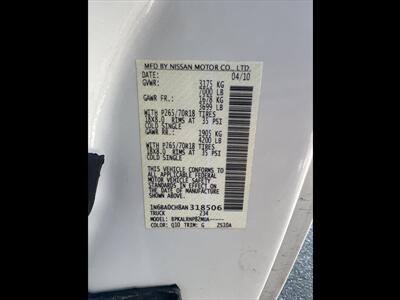 MFD BY NISSAN MOTOR CO., LTD.
DATE: 04/10
GVWR: 3175 KG
7000 LB
GAWR FR.: 1678 KG
3699 LB
WITH P265/70R18 TIRES
18X8.0 RIMS AT 35 PSI
COLD SINGLE
GAWR RR.: 1905 KG
4200 LB
WITH P265/70R18 TIRES
18X8.0 RIMS AT 35 PSI
COLD SINGLE
THIS VEHICLE CONFORMS TO
ALL APPLICABLE FEDERAL
MOTOR VEHICLE SAFETY
STANDARDS IN EFFECT ON
THE DATE OF MANUFACTURE
SHOWN ABOVE
318506
TRUCK 234
MODEL:
COLOR: Q10 TRIM: G